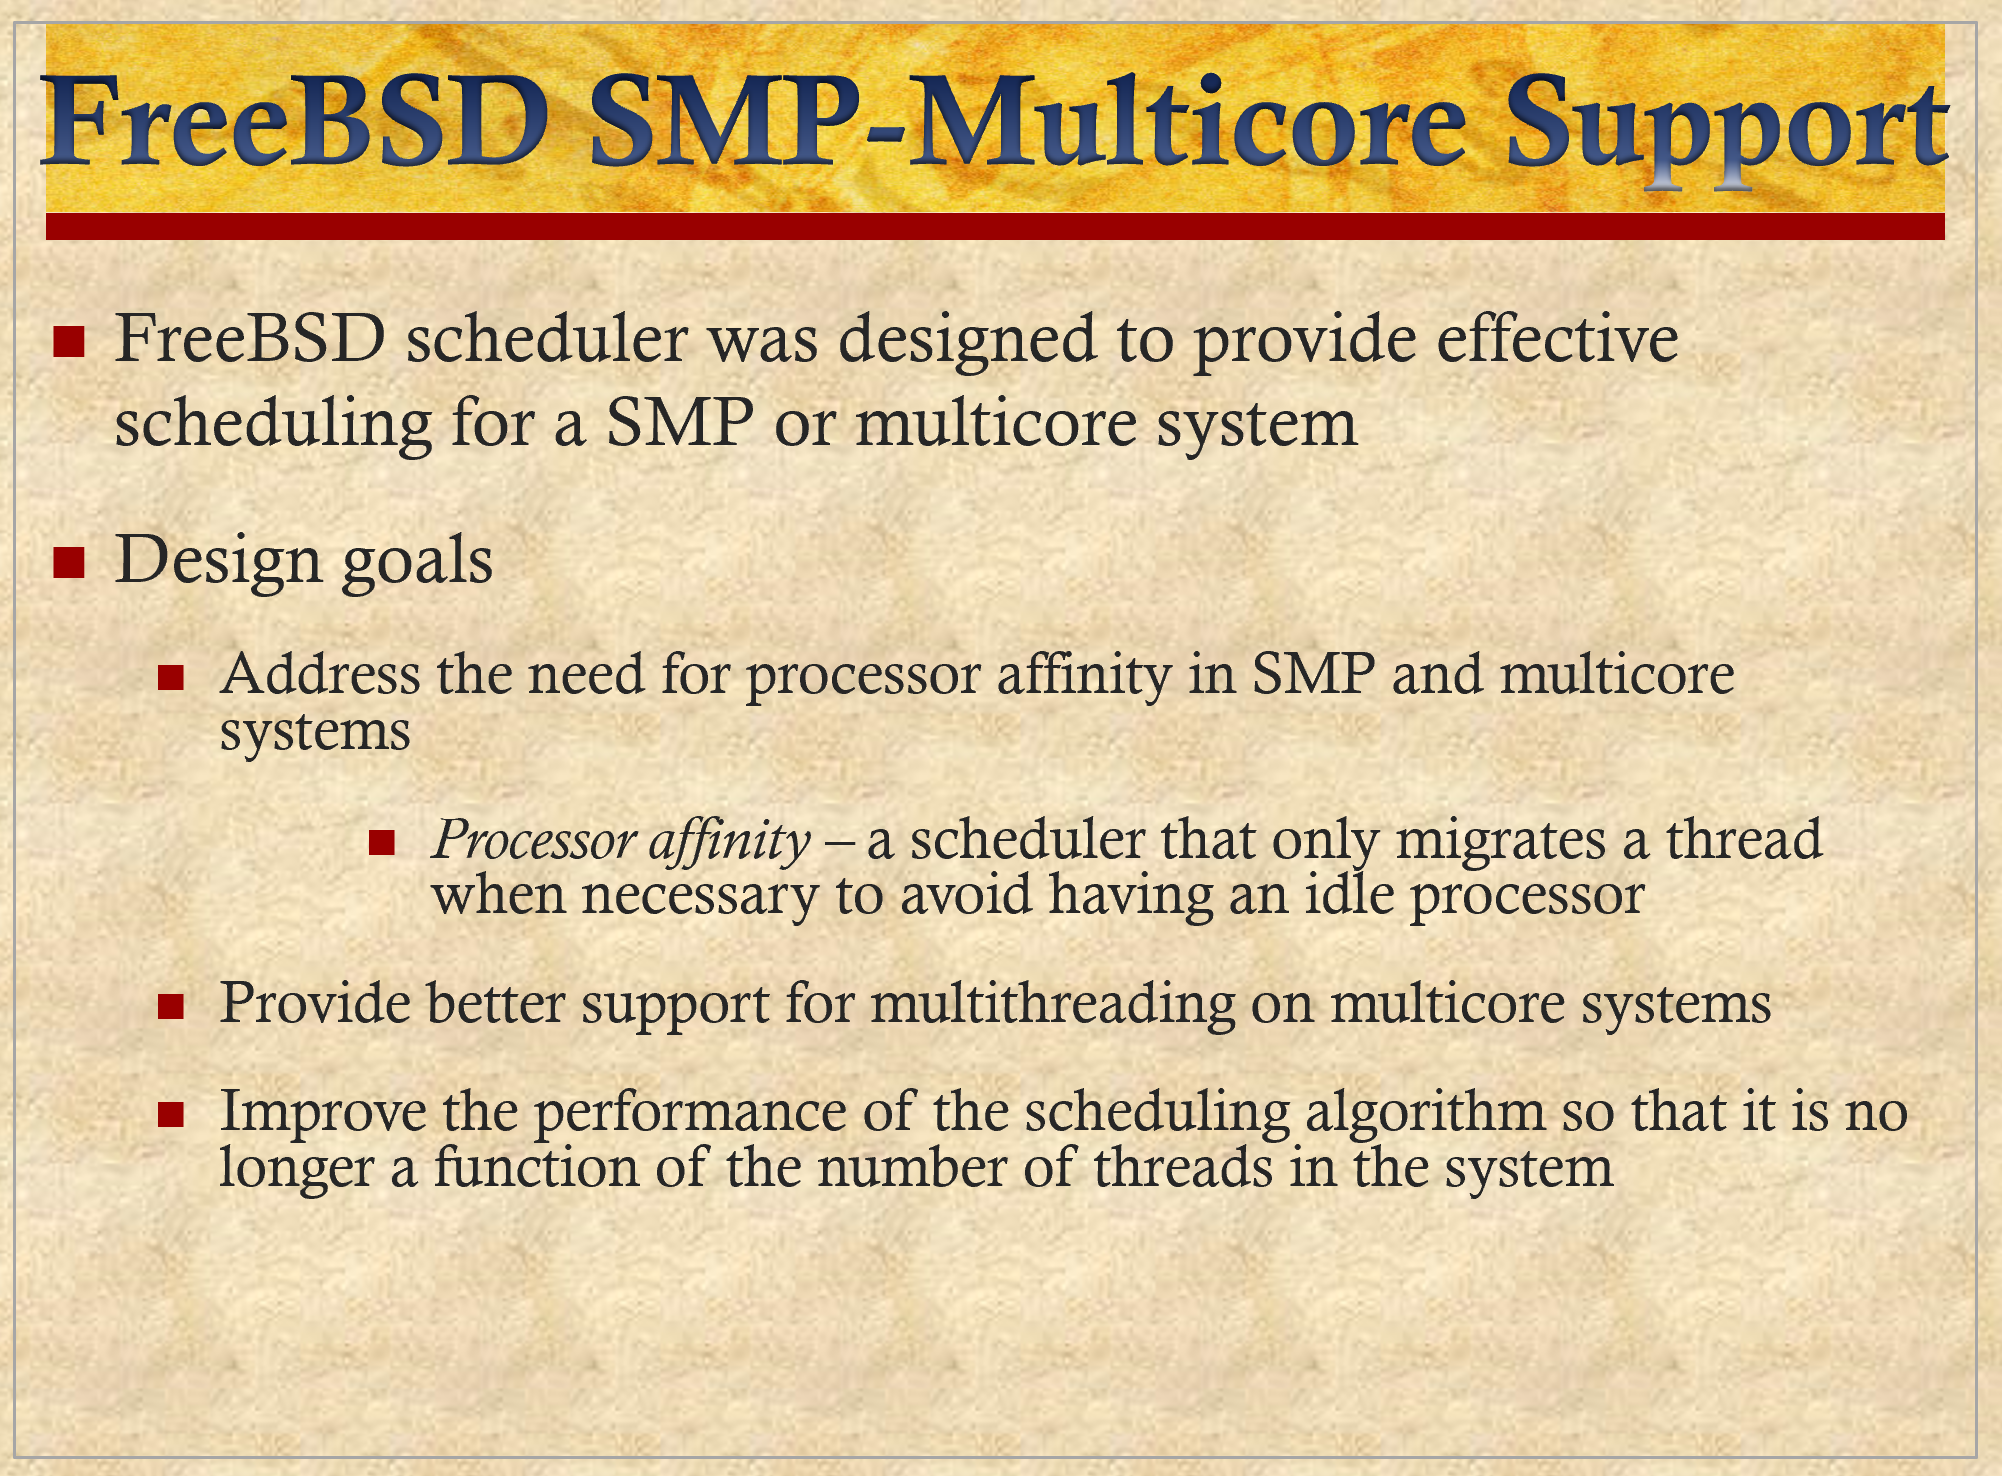 FreeBSD SMP-Multicore Support
FreeBSD scheduler was designed to provide effective
scheduling for a SMP or multicore system
Design goals
Address the need for processor affinity in SMP and multicore
systems
Processor affinity – a scheduler that only migrates a thread
when necessary to avoid having an idle processor
Provide better support for multithreading on multicore systems
Improve the performance of the scheduling algorithm so that it is no
longer a function of the number of threads in the system